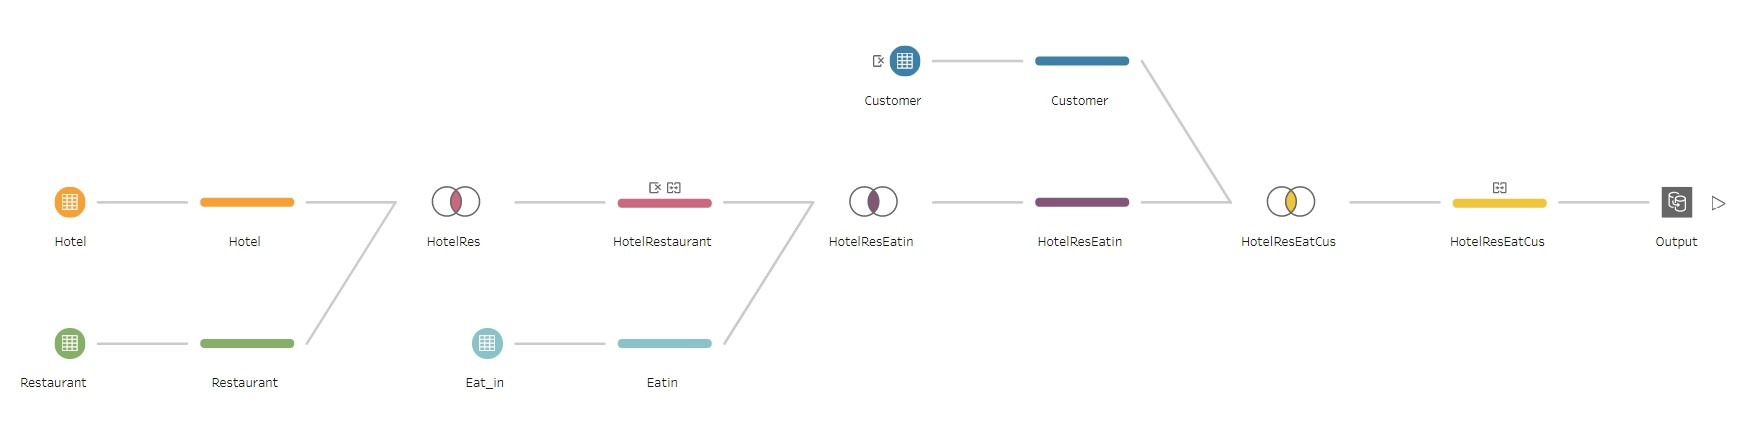 Customer
Customer
Hotel
Hotel
HotelRes
HotelRestaurant
HotelResEatin
HotelResEatin
HotelResEatCus
HotelResEatCus
Output
Restaurant
Restaurant
Eat_in
Eatin